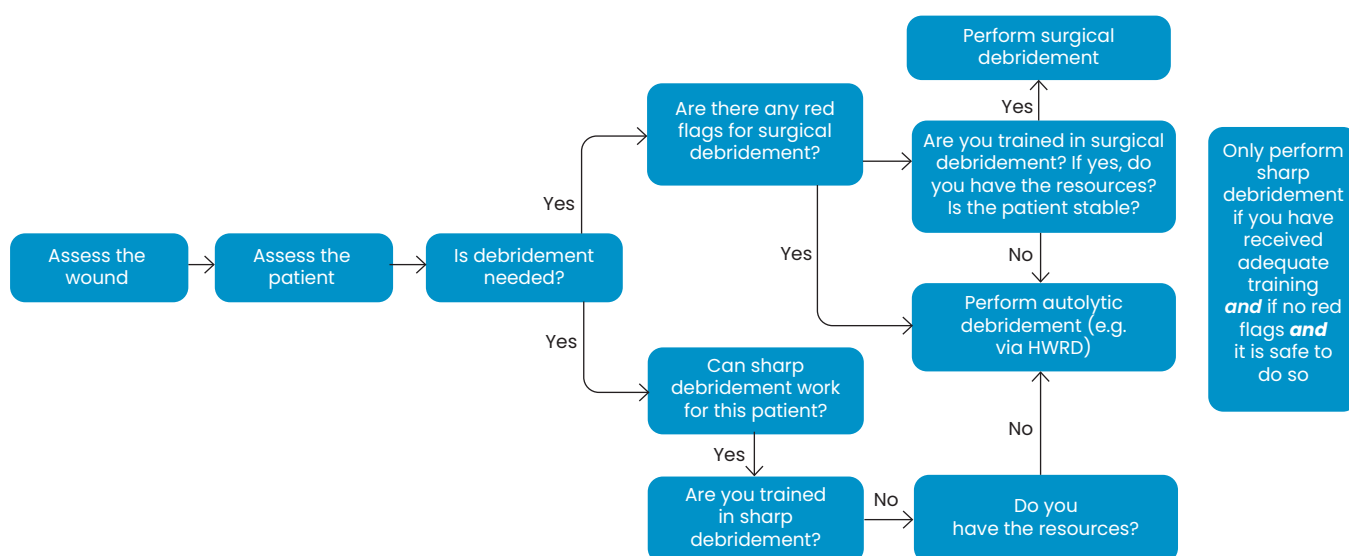 Perform surgical
debridement
Are there any red
flags for surgical
debridement?
Yes
Are you trained in surgical
debridement? If yes, do
you have the resources?
Is the patient stable?
Only perform
sharp
debridement
if you have
received
adequate
training
and if no red
flags and
it is safe to
do so
Yes
Assess the
wound
Assess the
patient
Is debridement
needed?
Yes
No
Perform autolytic
debridement (e.g.
via HWRD)
Yes
Can sharp
debridement work
for this patient?
No
Yes
Are you trained
in sharp
debridement?
No
Do you
have the resources?